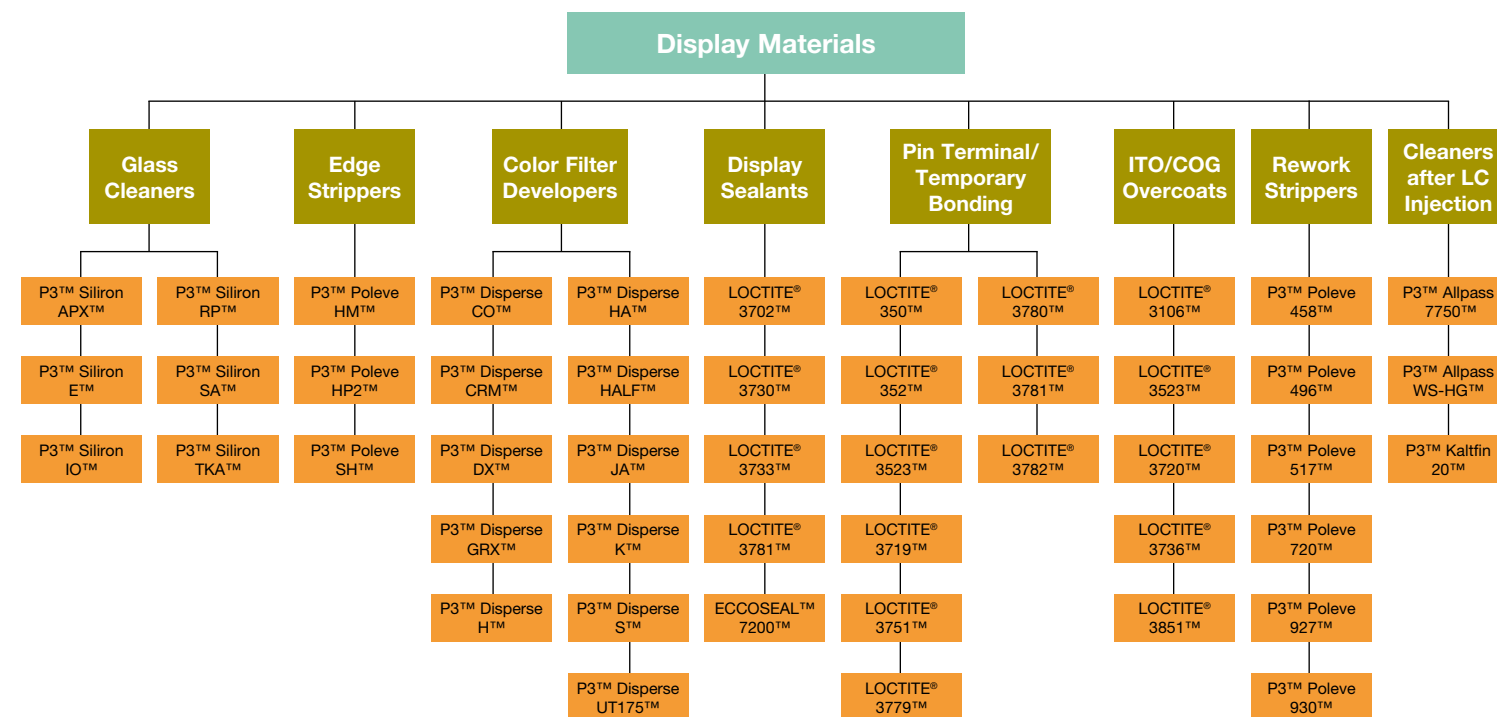 Display Materials
Glass
Cleaners
Edge
Strippers
Color Filter
Developers
Display
Sealants
Pin Terminal/
Temporary
Bonding
ITO/COG
Overcoats
Rework
Strippers
Cleaners
after LC
Injection
P3™ Siliron
APX™
P3™ Siliron
E™
P3™ Siliron
IO™
P3™ Siliron
RP™
P3™ Siliron
SA™
P3™ Siliron
TKA™
P3™ Poleve
HM™
P3™ Poleve
HP2™
P3™ Poleve
SH™
P3™ Disperse
CO™
P3™ Disperse
CRM™
P3™ Disperse
DX™
P3™ Disperse
GRX™
P3™ Disperse
H™
P3™ Disperse
HA™
P3™ Disperse
HALF™
P3™ Disperse
JA™
P3™ Disperse
K™
P3™ Disperse
S™
P3™ Disperse
UT175™
LOCTITE®
3702™
LOCTITE®
3730™
LOCTITE®
3733™
LOCTITE®
3781™
ECCOSEAL™
7200™
LOCTITE®
350™
LOCTITE®
352™
LOCTITE®
3523™
LOCTITE®
3719™
LOCTITE®
3751™
LOCTITE®
3779™
LOCTITE®
3780™
LOCTITE®
3781™
LOCTITE®
3782™
LOCTITE®
3106™
LOCTITE®
3523™
LOCTITE®
3720™
LOCTITE®
3736™
LOCTITE®
3851™
P3™ Poleve
458™
P3™ Poleve
496™
P3™ Poleve
517™
P3™ Poleve
720™
P3™ Poleve
927™
P3™ Poleve
930™
P3™ Allpass
7750™
P3™ Allpass
WS-HG™
P3™ Kaltfin
20™